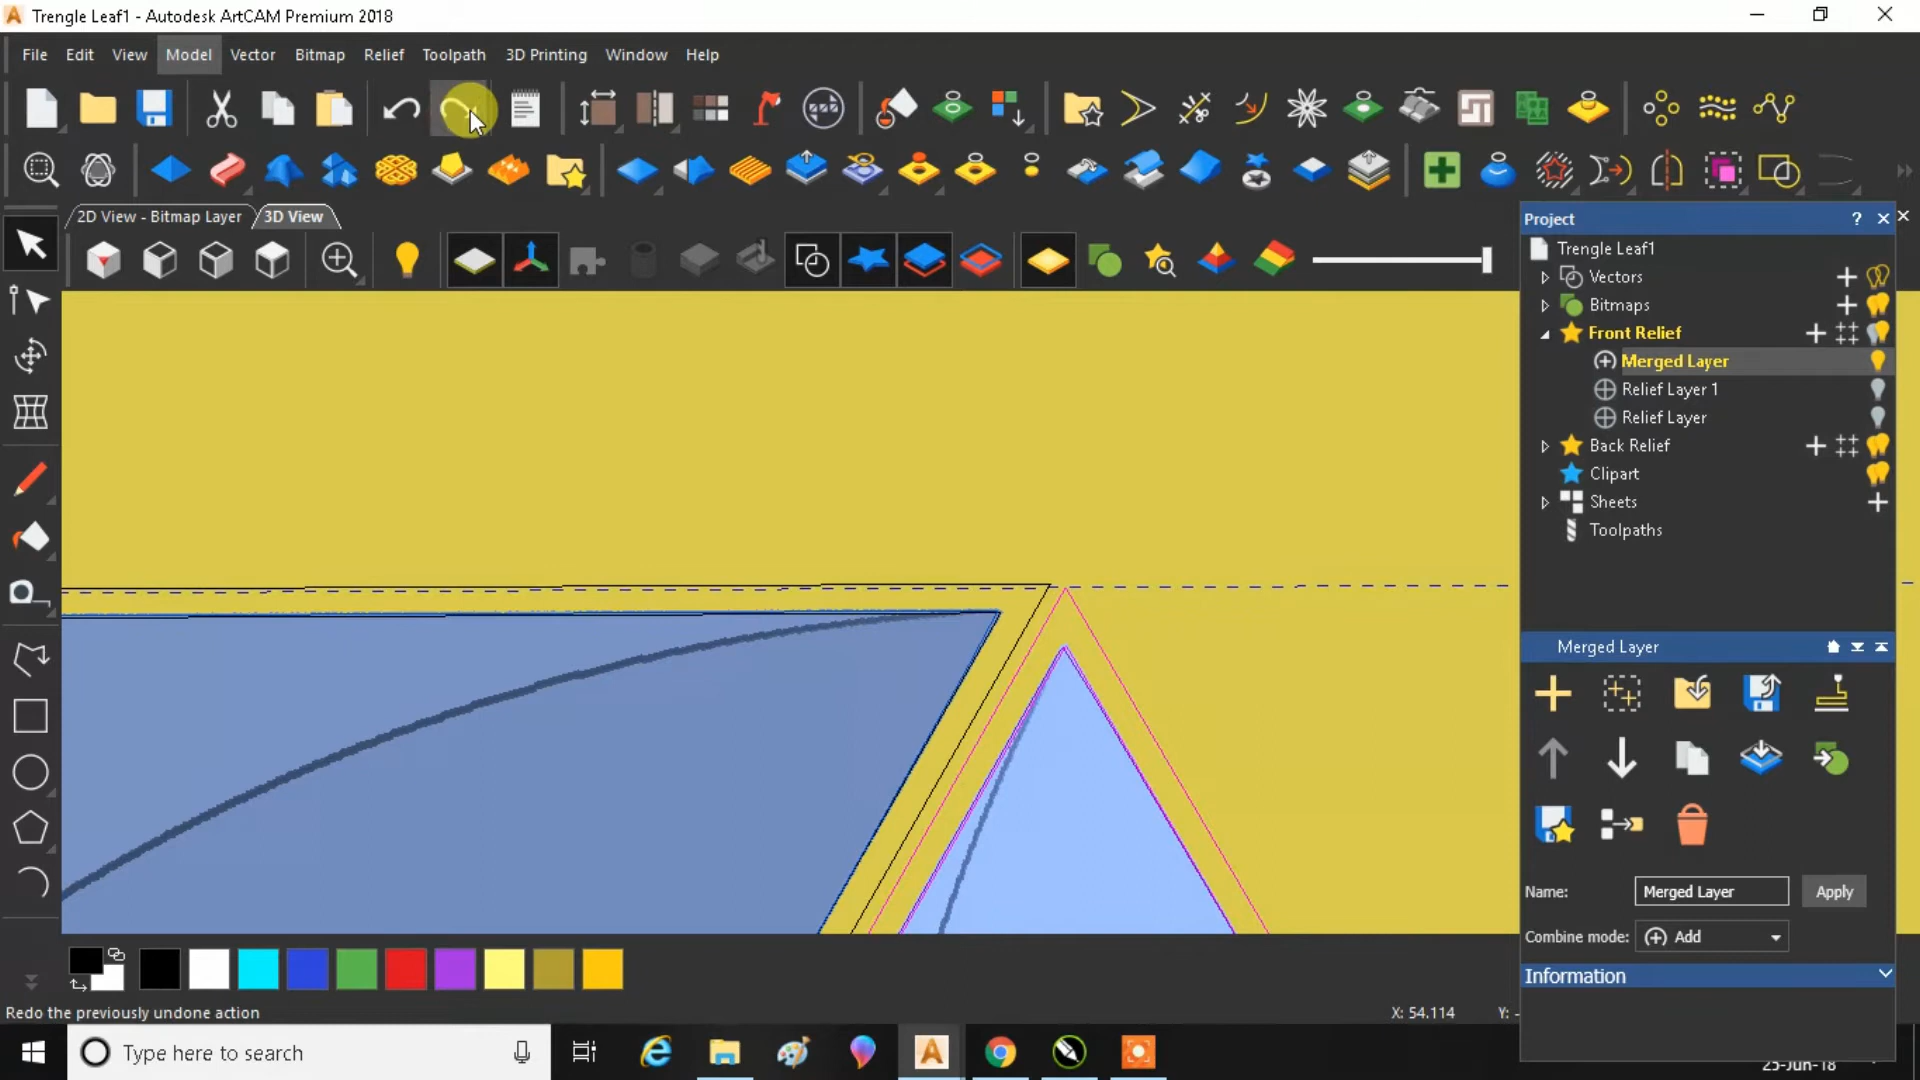 Trengle Leaf1 - Autodesk ArtCAM Premium 2018
File Edit View Model Vector Bitmap Relief Toolpath 3D Printing Window Help
2D View - Bitmap Layer 3D View
Project
Trengle Leaf1
Vectors
Bitmaps
Front Relief
Merged Layer
Relief Layer 1
Relief Layer
Back Relief
Clipart
Sheets
Toolpaths
Merged Layer
Name: Merged Layer Apply
Combine mode: Add
Information
Redo the previously undone action
X: 54.114 Y: -
Type here to search
25-Jun-18